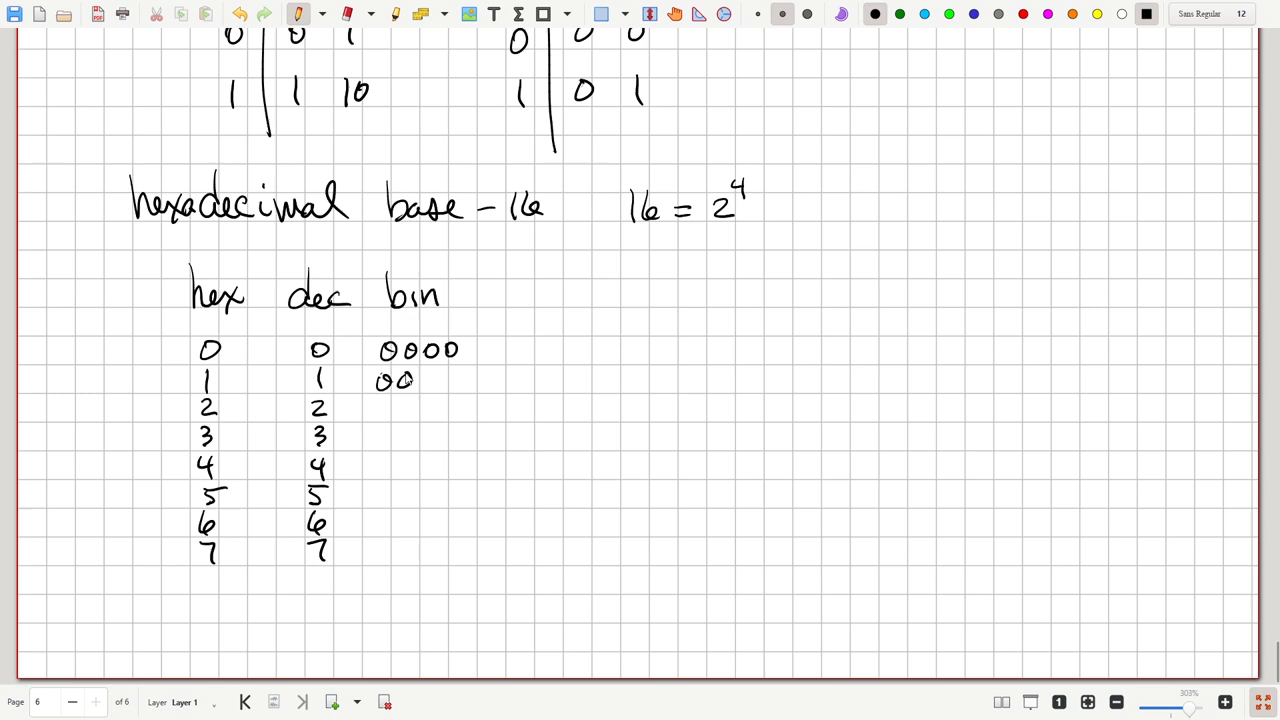 Sans Regular 12
0 0 1 0 0 0
1 1 10 1 0 1
hexadecimal base-16 16 = 2^4
hex dec bin
0 0 0000
1 1 00
2 2
3 3
4 4
5 5
6 6
7 7
Page 6 of 6 Layer Layer 1 1 303%